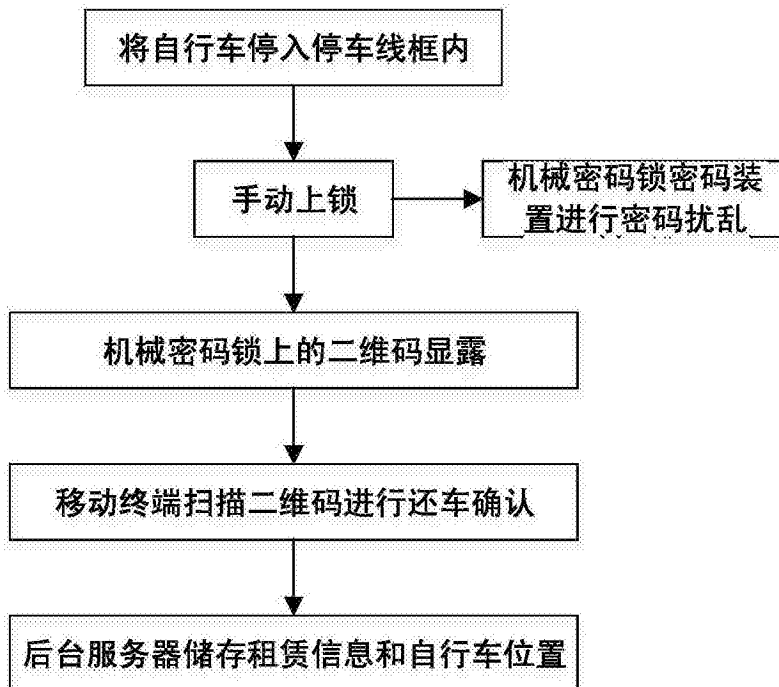 将自行车停入停车线框内
手动上锁
机械密码锁密码装
置进行密码扰乱
机械密码锁上的二维码显露
移动终端扫描二维码进行还车确认
后台服务器储存租赁信息和自行车位置